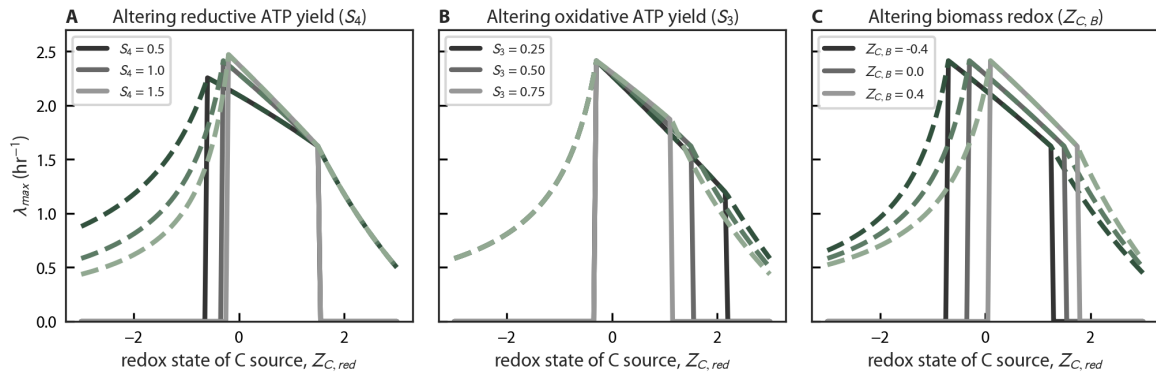 A Altering reductive ATP yield (S4)
S4 = 0.5
S4 = 1.0
S4 = 1.5
2.5
2.0
1.5
1.0
0.5
0.0
λmax (hr−1)
−2 0 2
redox state of C source, ZC, red
B Altering oxidative ATP yield (S3)
S3 = 0.25
S3 = 0.50
S3 = 0.75
−2 0 2
redox state of C source, ZC, red
C Altering biomass redox (ZC, B)
ZC, B = -0.4
ZC, B = 0.0
ZC, B = 0.4
−2 0 2
redox state of C source, ZC, red